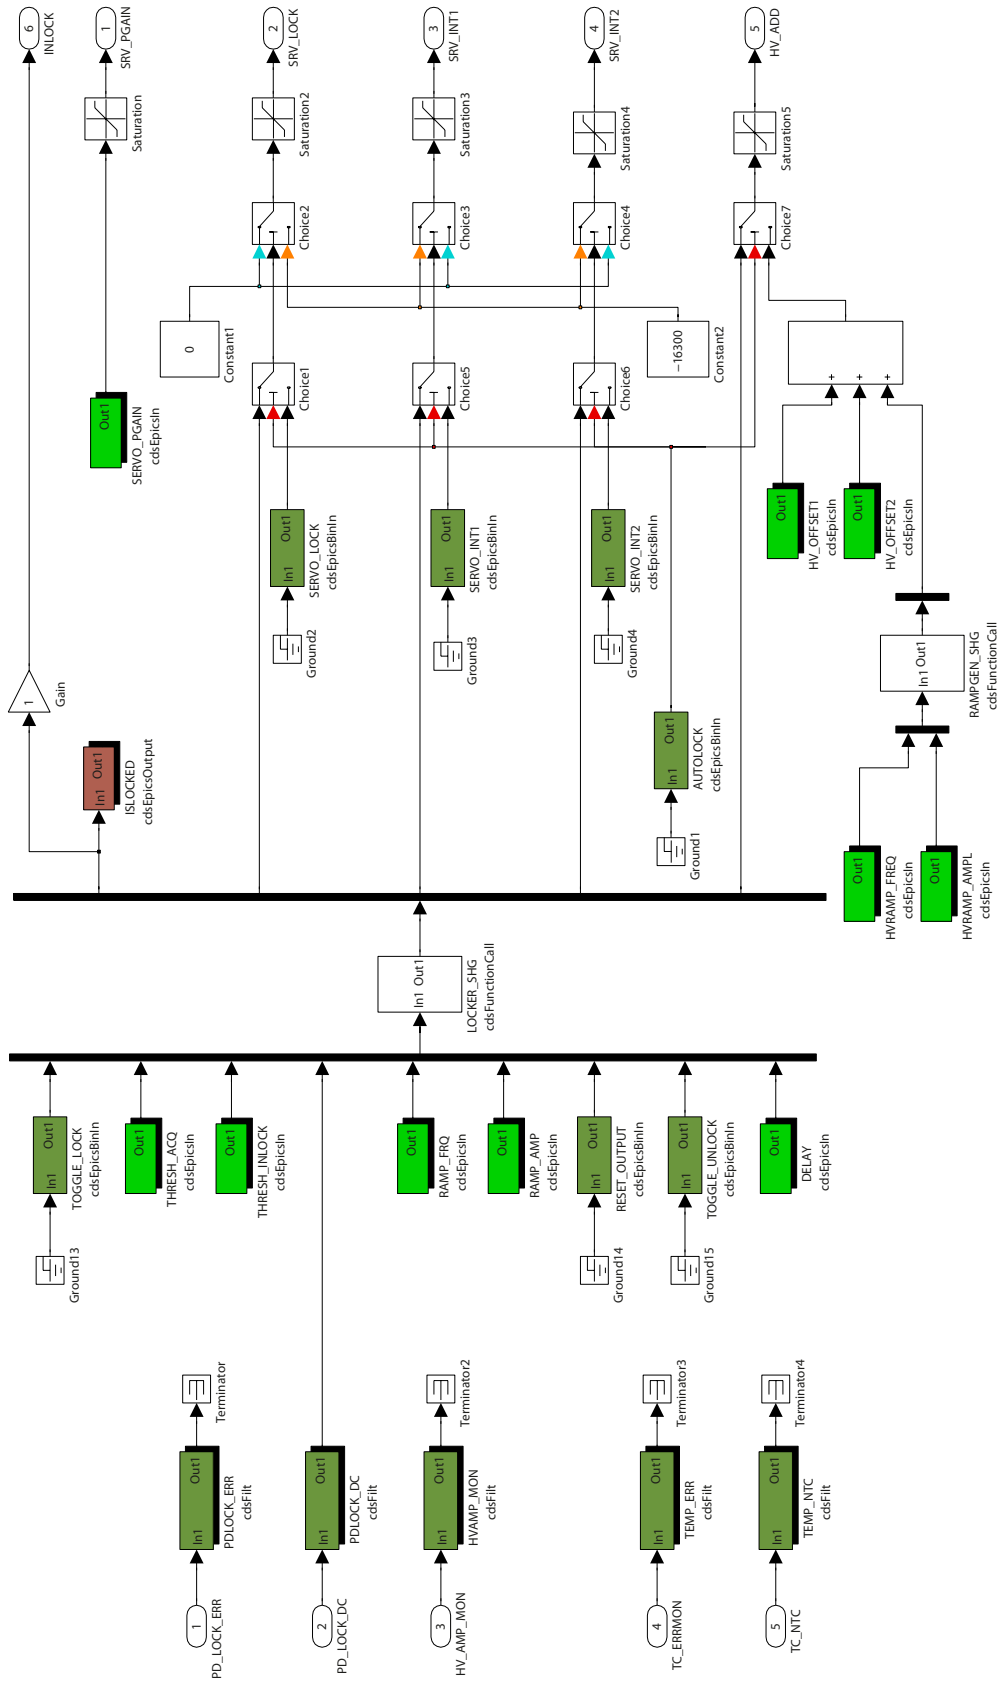 1
PD_LOCK_ERR
In1 Out1
PDLOCK_ERR
cdsFilt
Terminator
2
PD_LOCK_DC
In1 Out1
PDLOCK_DC
cdsFilt
3
HV_AMP_MON
In1 Out1
HVAMP_MON
cdsFilt
Terminator2
4
TC_ERRMON
In1 Out1
TEMP_ERR
cdsFilt
Terminator3
5
TC_NTC
In1 Out1
TEMP_NTC
cdsFilt
Terminator4
Ground13
In1 Out1
TOGGLE_LOCK
cdsEpicsBinIn
Out1
THRESH_ACQ
cdsEpicsIn
Out1
THRESH_INLOCK
cdsEpicsIn
Out1
RAMP_FRQ
cdsEpicsIn
Out1
RAMP_AMP
cdsEpicsIn
Ground14
In1 Out1
RESET_OUTPUT
cdsEpicsBinIn
Ground15
In1 Out1
TOGGLE_UNLOCK
cdsEpicsBinIn
Out1
DELAY
cdsEpicsIn
In1 Out1
LOCKER_SHG
cdsFunctionCall
1
Gain
6
INLOCK
In1 Out1
ISLOCKED
cdsEpicsOutput
Out1
SERVO_PGAIN
cdsEpicsIn
Saturation
1
SRV_PGAIN
0
Constant1
Ground2
In1 Out1
SERVO_LOCK
cdsEpicsBinIn
Choice1
Choice2
Saturation2
2
SRV_LOCK
Ground3
In1 Out1
SERVO_INT1
cdsEpicsBinIn
Choice5
Choice3
Saturation3
3
SRV_INT1
Ground4
In1 Out1
SERVO_INT2
cdsEpicsBinIn
Choice6
Choice4
Saturation4
4
SRV_INT2
Ground1
In1 Out1
AUTOLOCK
cdsEpicsBinIn
-16300
Constant2
Choice7
Saturation5
5
HV_ADD
Out1
HV_OFFSET1
cdsEpicsIn
Out1
HV_OFFSET2
cdsEpicsIn
+
+
+
Out1
HVRAMP_FREQ
cdsEpicsIn
Out1
HVRAMP_AMPL
cdsEpicsIn
In1 Out1
RAMPGEN_SHG
cdsFunctionCall